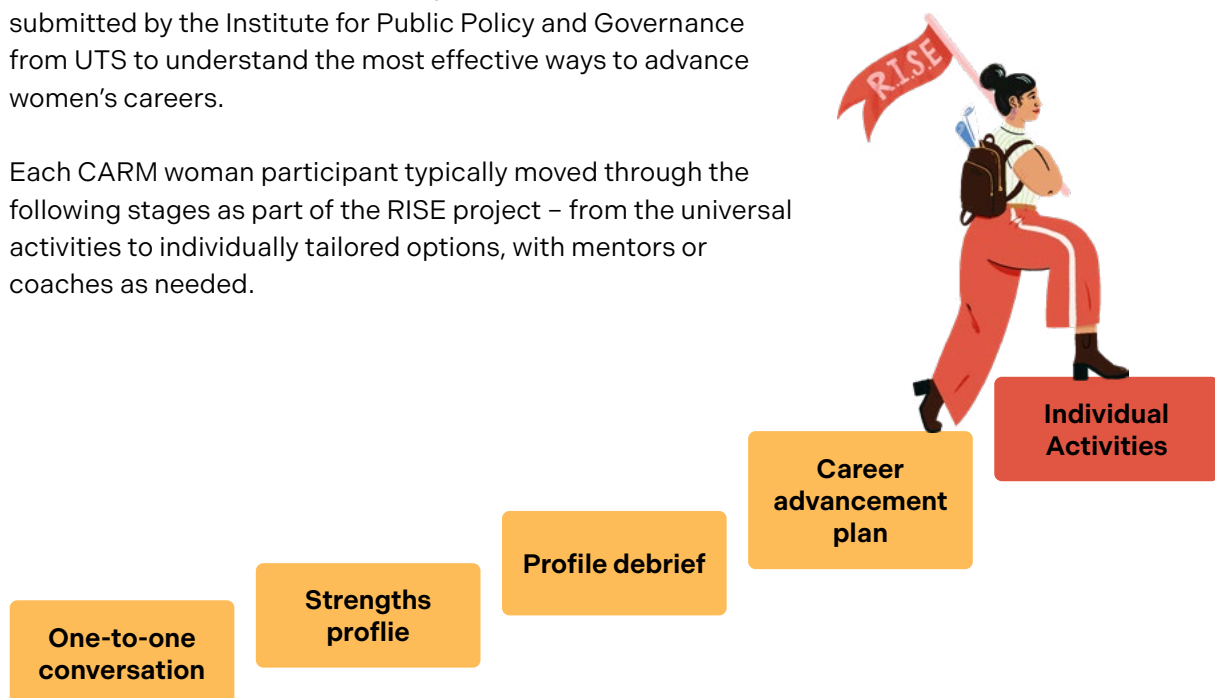 submitted by the Institute for Public Policy and Governance
from UTS to understand the most effective ways to advance
women's careers.
Each CARM woman participant typically moved through the
following stages as part of the RISE project – from the universal
activities to individually tailored options, with mentors or
coaches as needed.
R.I.S.E
Individual
Activities
Career
advancement
plan
Profile debrief
Strengths
proflie
One-to-one
conversation